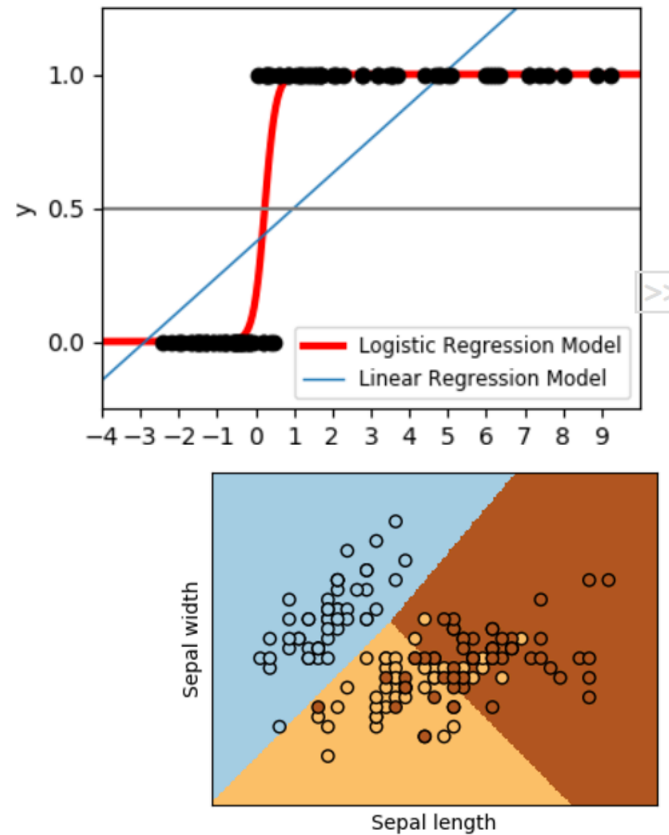 1.0
y
0.5
>>
0.0
Logistic Regression Model
Linear Regression Model
−4 −3 −2 −1 0 1 2 3 4 5 6 7 8 9
Sepal width
Sepal length